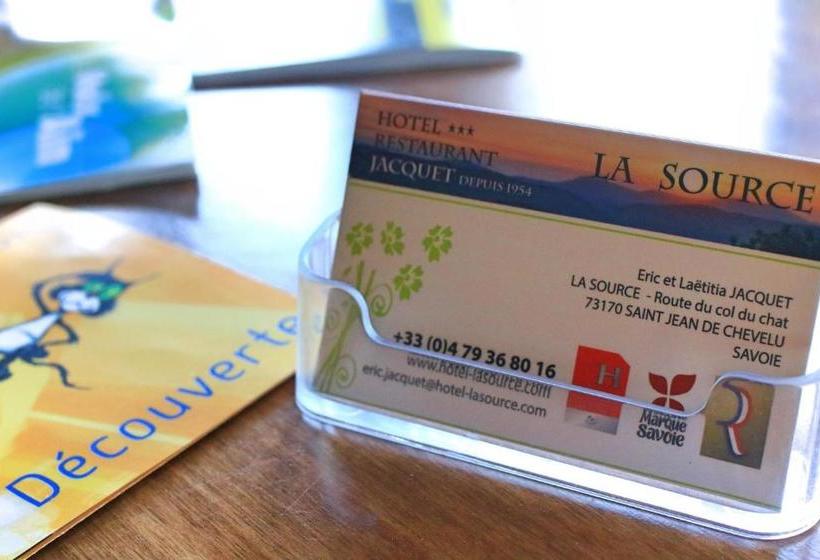 HOTEL ***
RESTAURANT
JACQUET DEPUIS 1954
LA SOURCE
Eric et Laëtitia JACQUET
LA SOURCE - Route du col du chat
73170 SAINT JEAN DE CHEVELU
SAVOIE
+33 (0)4 79 36 80 16
www.hotel-lasource.com
eric.jacquet@hotel-lasource.com
H
Marque
Savoie
R
Découverte